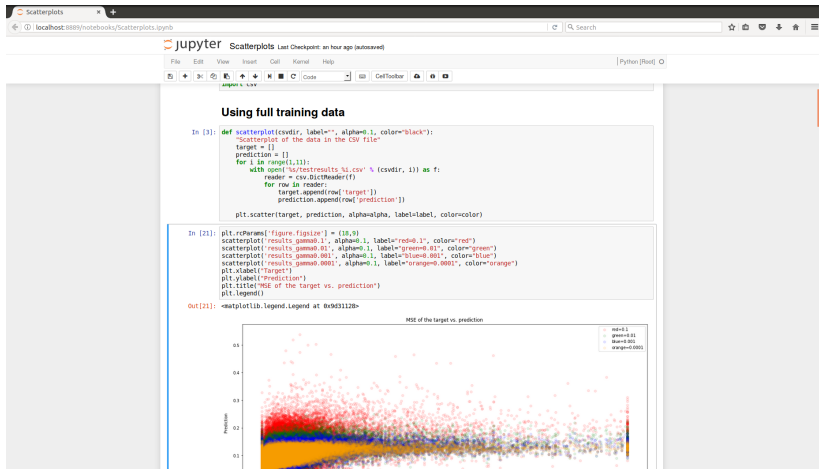 Scatterplots
localhost:8889/notebooks/Scatterplots.ipynb
Search
jupyter Scatterplots Last Checkpoint: an hour ago (autosaved)
File Edit View Insert Cell Kernel Help Python [Root]
Code CellToolbar
import csv
Using full training data
In [3]: def scatterplot(csvdir, label="", alpha=0.1, color="black"):
"Scatterplot of the data in the CSV file"
target = []
prediction = []
for i in range(1,11):
with open('%s/testresults_%i.csv' % (csvdir, i)) as f:
reader = csv.DictReader(f)
for row in reader:
target.append(row['target'])
prediction.append(row['prediction'])
plt.scatter(target, prediction, alpha=alpha, label=label, color=color)
In [21]: plt.rcParams['figure.figsize'] = (18,9)
scatterplot('results_gamma0.1', alpha=0.1, label="red=0.1", color="red")
scatterplot('results_gamma0.01', alpha=0.1, label="green=0.01", color="green")
scatterplot('results_gamma0.001', alpha=0.1, label="blue=0.001", color="blue")
scatterplot('results_gamma0.0001', alpha=0.1, label="orange=0.0001", color="orange")
plt.xlabel("Target")
plt.ylabel("Prediction")
plt.title("MSE of the target vs. prediction")
plt.legend()
Out[21]: <matplotlib.legend.Legend at 0x9d31128>
MSE of the target vs. prediction
red=0.1
green=0.01
blue=0.001
orange=0.0001
0.5
0.4
0.3
0.2
0.1
Prediction